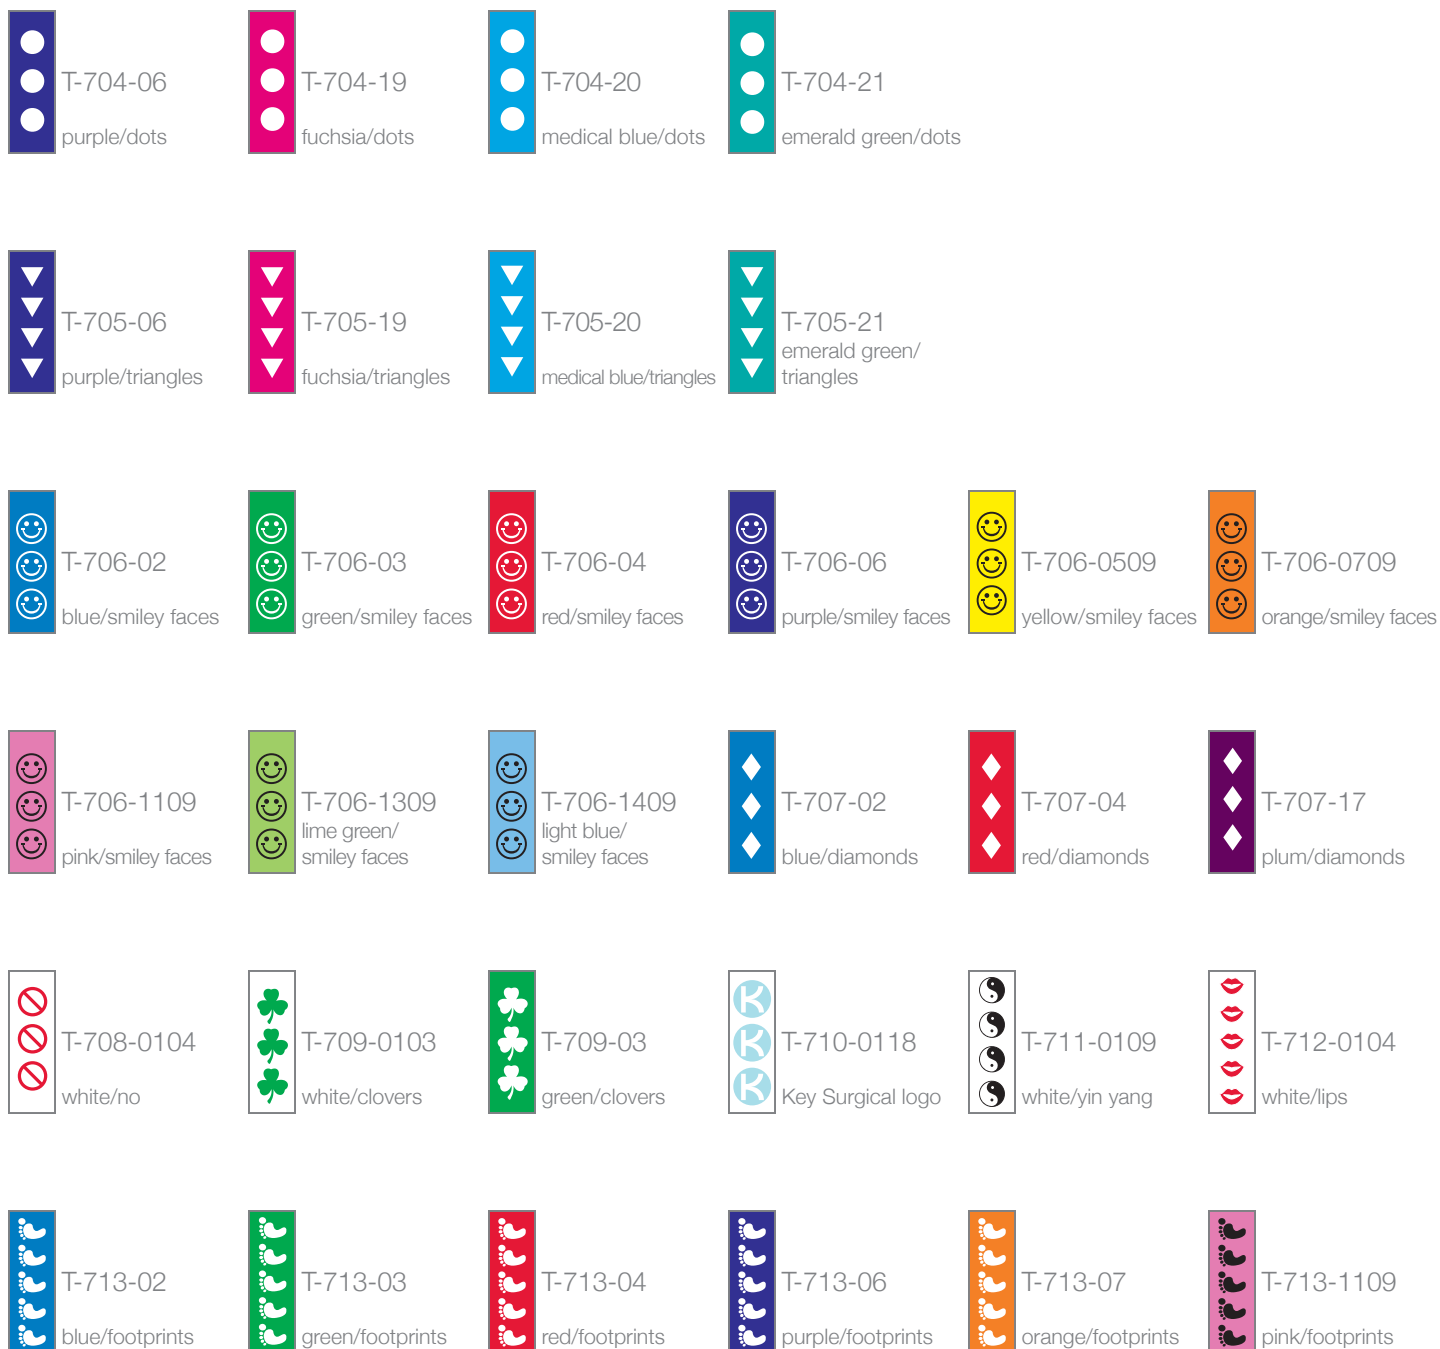 T-704-06
purple/dots
T-704-19
fuchsia/dots
T-704-20
medical blue/dots
T-704-21
emerald green/dots
T-705-06
purple/triangles
T-705-19
fuchsia/triangles
T-705-20
medical blue/triangles
T-705-21
emerald green/
triangles
T-706-02
blue/smiley faces
T-706-03
green/smiley faces
T-706-04
red/smiley faces
T-706-06
purple/smiley faces
T-706-0509
yellow/smiley faces
T-706-0709
orange/smiley faces
T-706-1109
pink/smiley faces
T-706-1309
lime green/
smiley faces
T-706-1409
light blue/
smiley faces
T-707-02
blue/diamonds
T-707-04
red/diamonds
T-707-17
plum/diamonds
T-708-0104
white/no
T-709-0103
white/clovers
T-709-03
green/clovers
K
K
K
T-710-0118
Key Surgical logo
T-711-0109
white/yin yang
T-712-0104
white/lips
T-713-02
blue/footprints
T-713-03
green/footprints
T-713-04
red/footprints
T-713-06
purple/footprints
T-713-07
orange/footprints
T-713-1109
pink/footprints